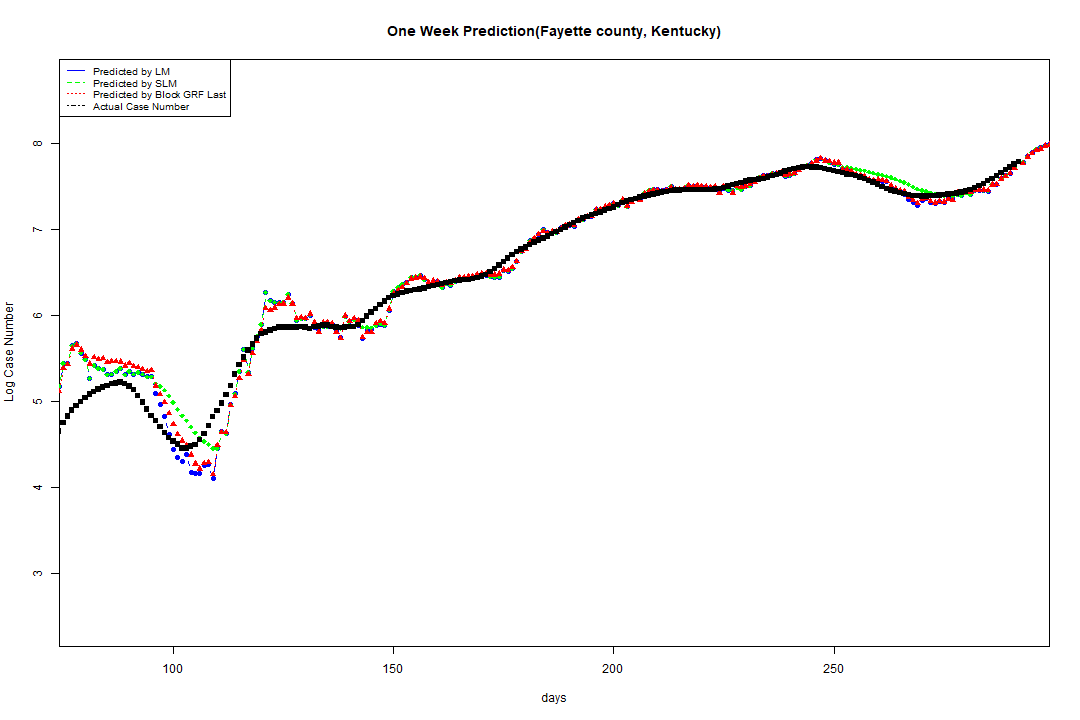 One Week Prediction(Fayette county, Kentucky)
Predicted by LM
Predicted by SLM
Predicted by Block GRF Last
Actual Case Number
Log Case Number
8
7
6
5
4
3
100 150 200 250
days